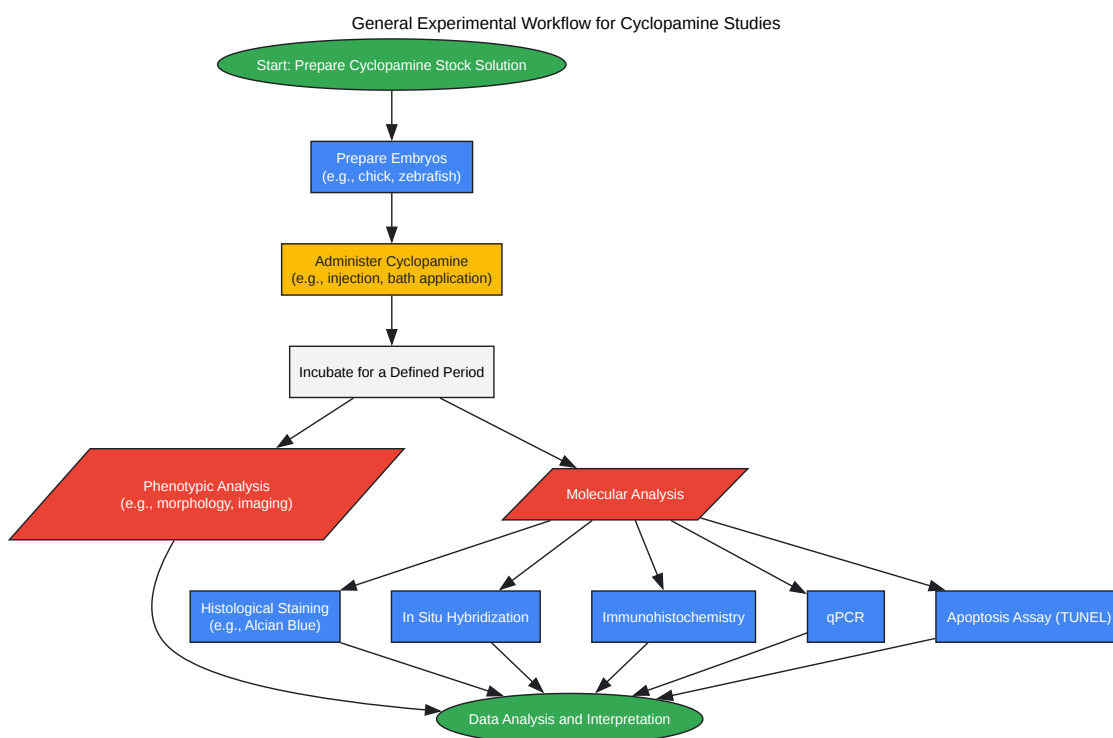 General Experimental Workflow for Cyclopamine Studies
Start: Prepare Cyclopamine Stock Solution
Prepare Embryos
(e.g., chick, zebrafish)
Administer Cyclopamine
(e.g., injection, bath application)
Incubate for a Defined Period
Phenotypic Analysis
(e.g., morphology, imaging)
Molecular Analysis
Histological Staining
(e.g., Alcian Blue)
In Situ Hybridization
Immunohistochemistry
qPCR
Apoptosis Assay (TUNEL)
Data Analysis and Interpretation